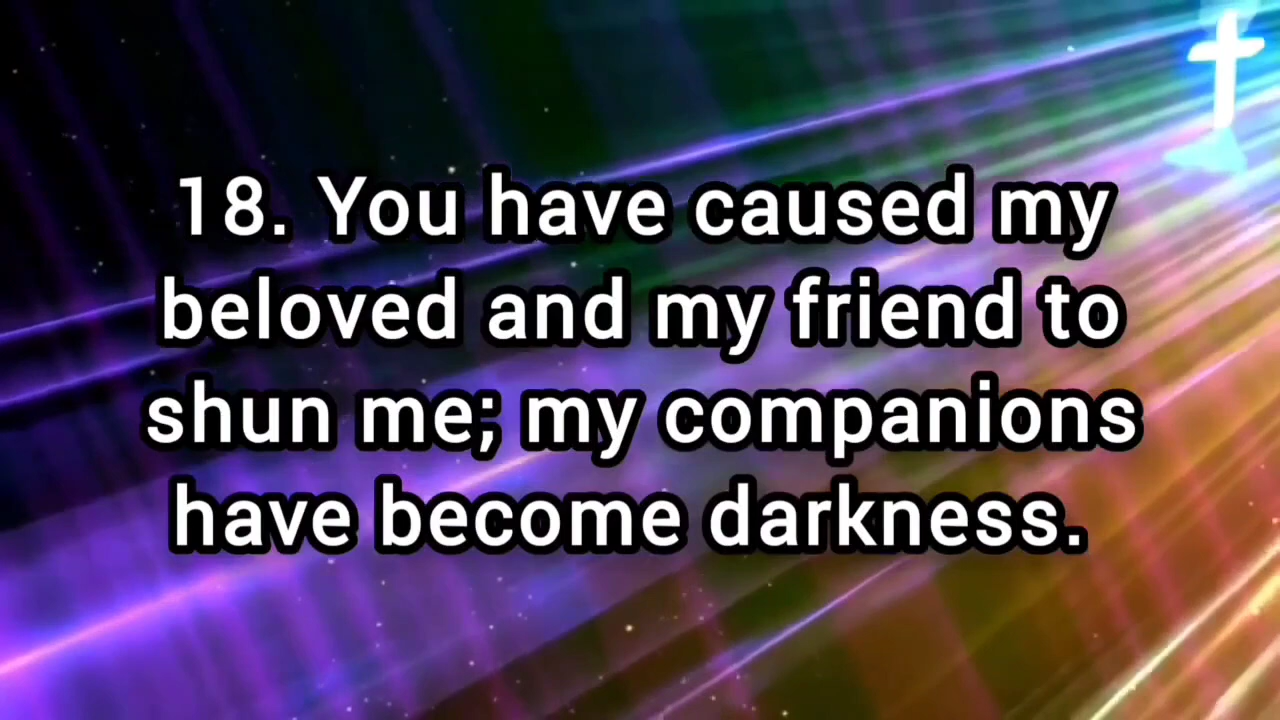 18. You have caused my
beloved and my friend to
shun me; my companions
have become darkness.